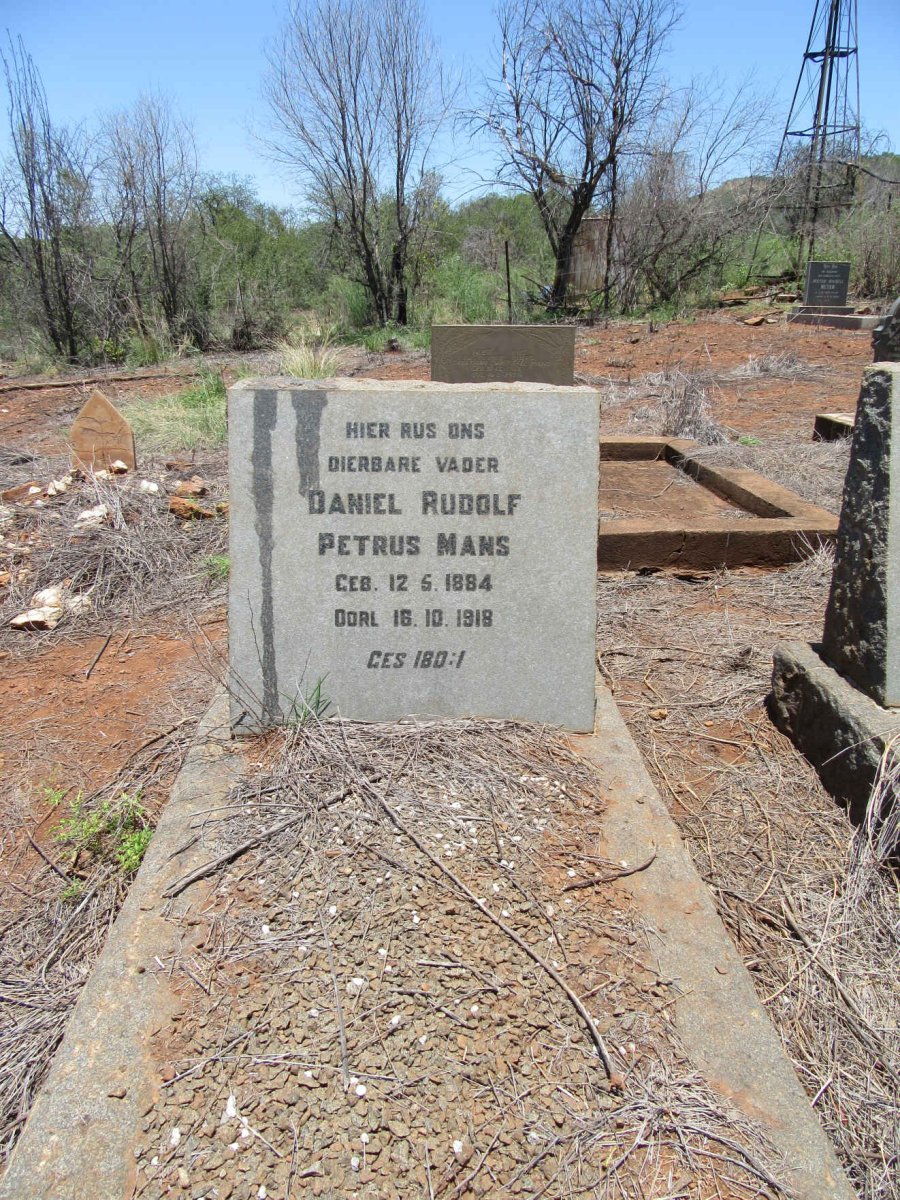 HIER RUS ONS
DIERBARE VADER
DANIEL RUDOLF
PETRUS MANS
GEB. 12 5. 1884
OORL 16. 10. 1918
GES 180:1